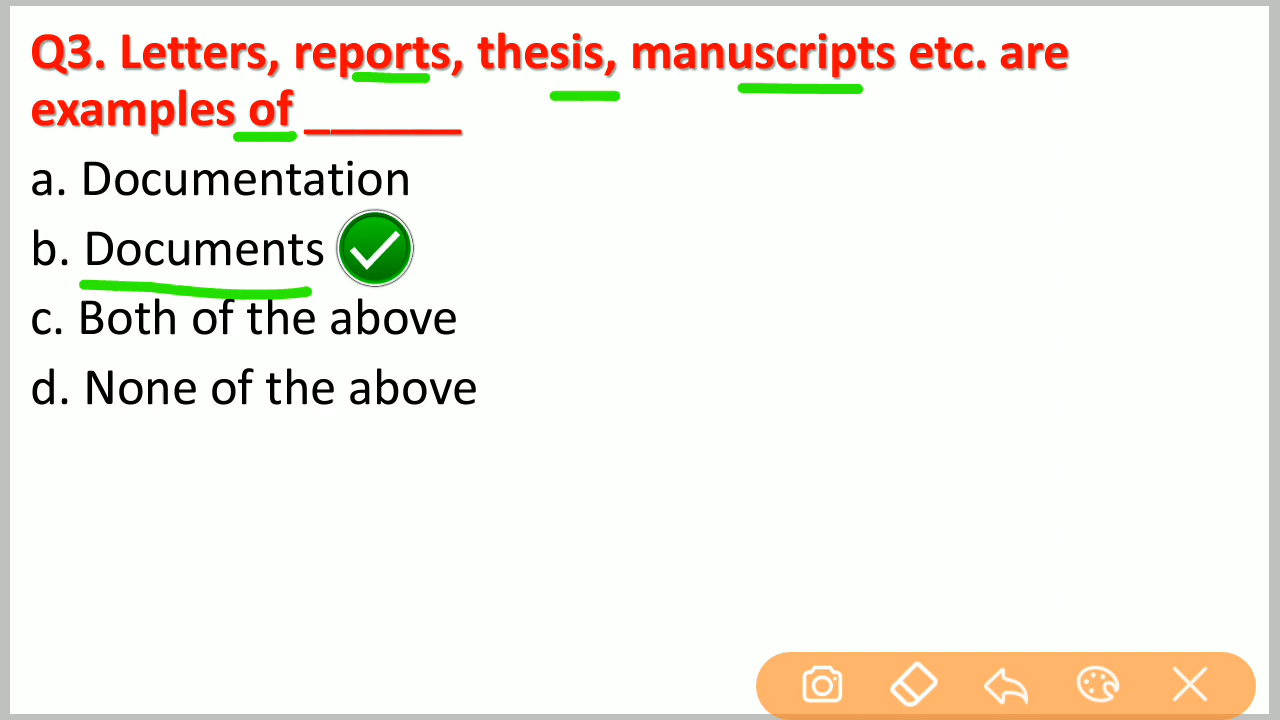 Q3. Letters, reports, thesis, manuscripts etc. are
examples of ______
a. Documentation
b. Documents
c. Both of the above
d. None of the above